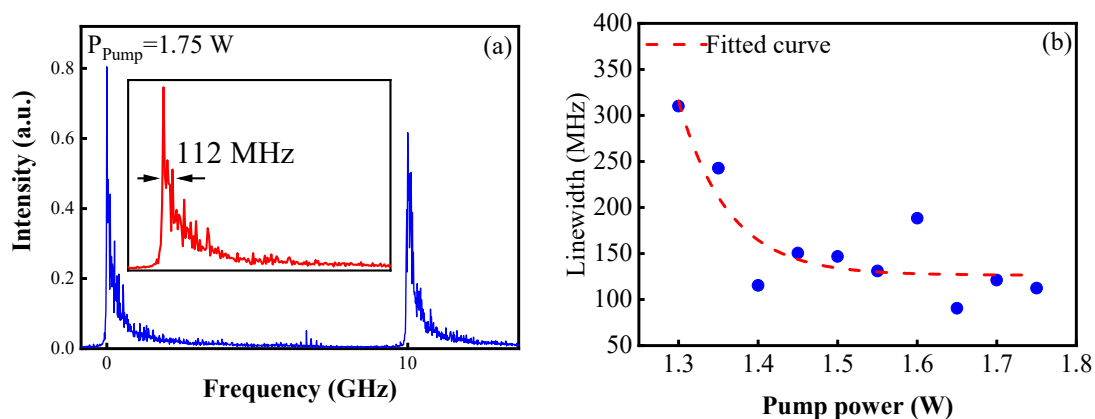 P_Pump=1.75 W
(a)
0.8
0.6
0.4
0.2
0.0
Intensity (a.u.)
112 MHz
0
10
Frequency (GHz)
(b)
Fitted curve
400
350
300
250
200
150
100
50
Linewidth (MHz)
1.3
1.4
1.5
1.6
1.7
1.8
Pump power (W)